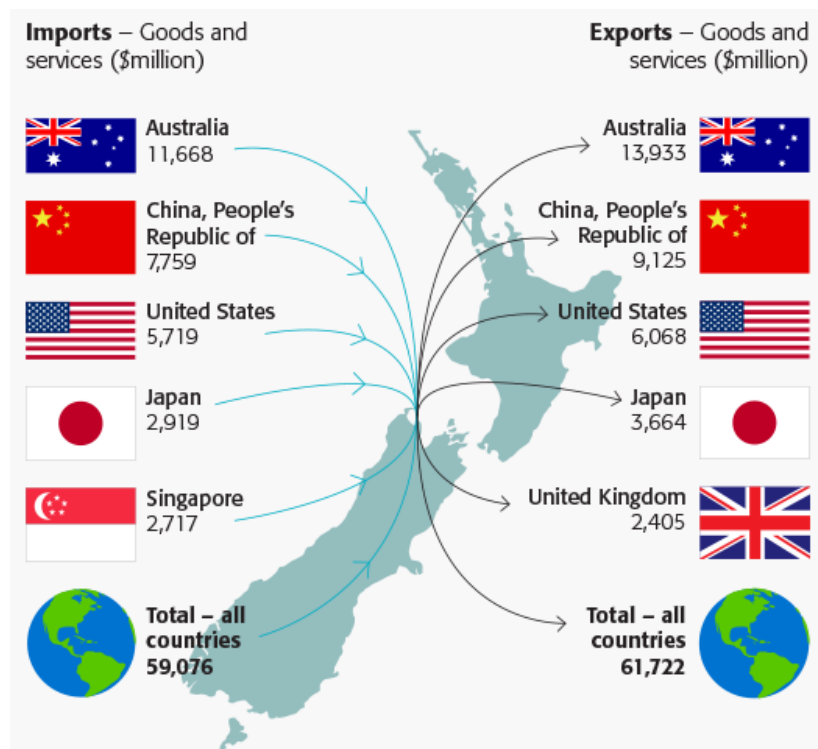 Imports – Goods and
services ($million)
Australia
11,668
China, People's
Republic of
7,759
United States
5,719
Japan
2,919
Singapore
2,717
Total – all
countries
59,076
Exports – Goods and
services ($million)
Australia
13,933
China, People's
Republic of
9,125
United States
6,068
Japan
3,664
United Kingdom
2,405
Total – all
countries
61,722